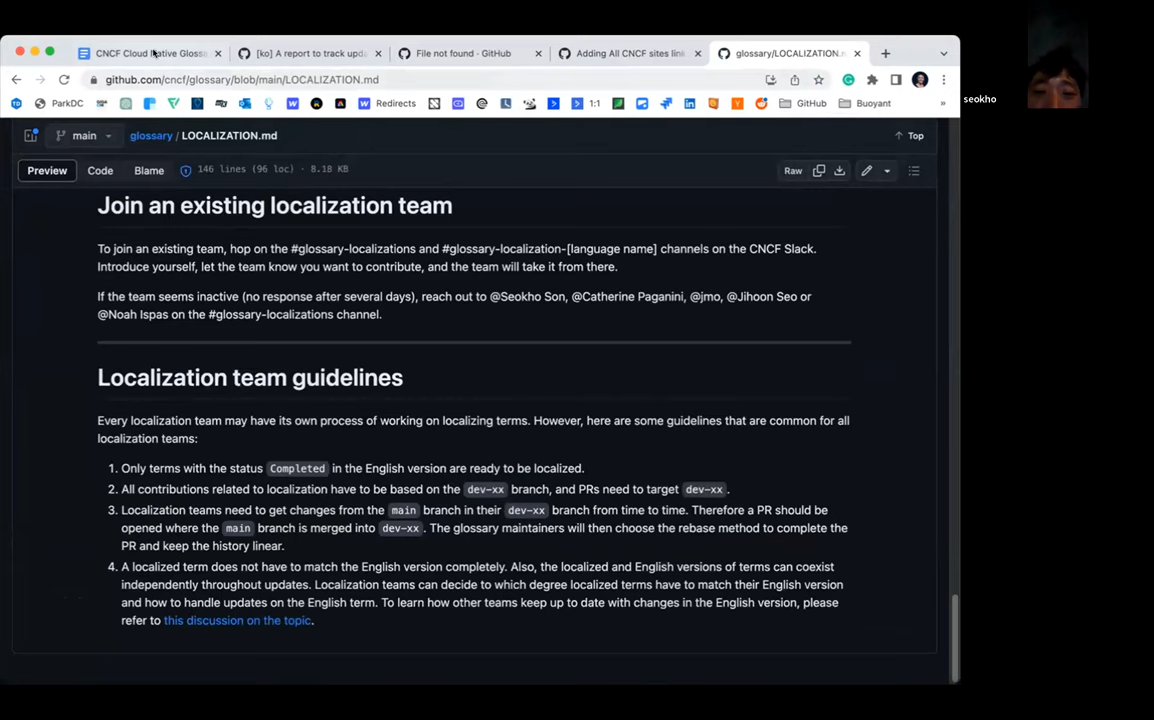 CNCF Cloud Native Glossa
[ko] A report to track upda
File not found · GitHub
Adding All CNCF sites link
glossary/LOCALIZATION.m
github.com/cncf/glossary/blob/main/LOCALIZATION.md
ParkDC
Redirects
1:1
GitHub
Buoyant
»
seokho
main
glossary / LOCALIZATION.md
Top
Preview
Code
Blame
146 lines (96 loc) · 8.18 KB
Raw
Join an existing localization team
To join an existing team, hop on the #glossary-localizations and #glossary-localization-[language name] channels on the CNCF Slack.
Introduce yourself, let the team know you want to contribute, and the team will take it from there.
If the team seems inactive (no response after several days), reach out to @Seokho Son, @Catherine Paganini, @jmo, @Jihoon Seo or
@Noah Ispas on the #glossary-localizations channel.
Localization team guidelines
Every localization team may have its own process of working on localizing terms. However, here are some guidelines that are common for all
localization teams:
1. Only terms with the status Completed in the English version are ready to be localized.
2. All contributions related to localization have to be based on the dev-xx branch, and PRs need to target dev-xx.
3. Localization teams need to get changes from the main branch in their dev-xx branch from time to time. Therefore a PR should be
opened where the main branch is merged into dev-xx. The glossary maintainers will then choose the rebase method to complete the
PR and keep the history linear.
4. A localized term does not have to match the English version completely. Also, the localized and English versions of terms can coexist
independently throughout updates. Localization teams can decide to which degree localized terms have to match their English version
and how to handle updates on the English term. To learn how other teams keep up to date with changes in the English version, please
refer to this discussion on the topic.